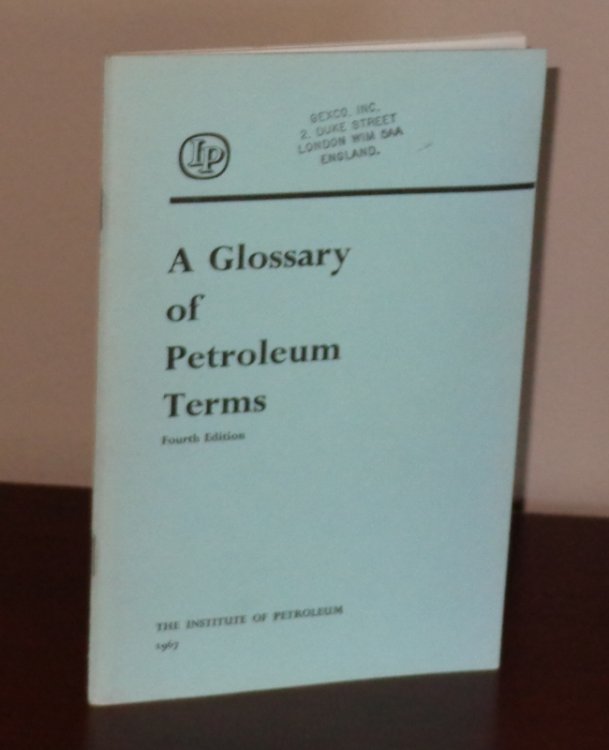 IP
GEXCO, INC.
2. DUKE STREET
LONDON WIM 5AA
ENGLAND.
A Glossary
of
Petroleum
Terms
Fourth Edition
THE INSTITUTE OF PETROLEUM
1967